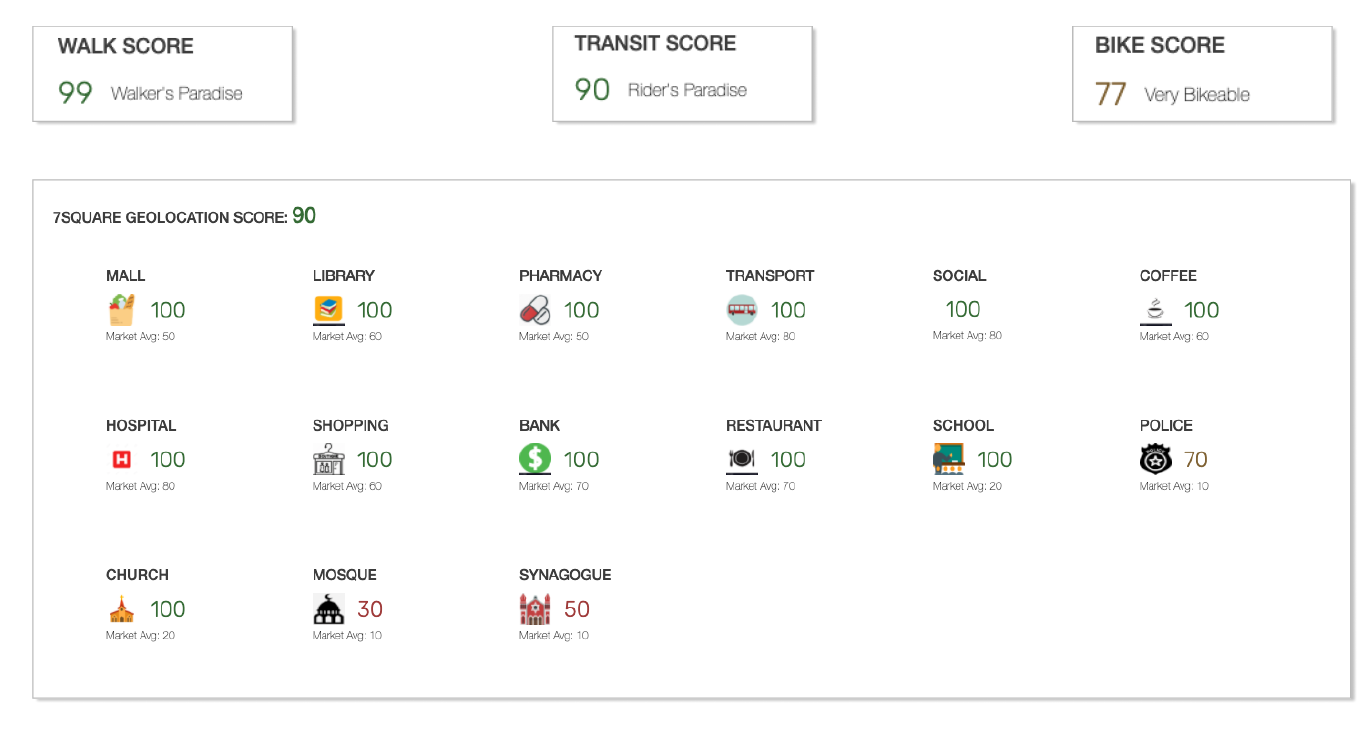 WALK SCORE
99 Walker's Paradise
TRANSIT SCORE
90 Rider's Paradise
BIKE SCORE
77 Very Bikeable
7SQUARE GEOLOCATION SCORE: 90
MALL
100
Market Avg: 50
LIBRARY
100
Market Avg: 60
PHARMACY
100
Market Avg: 50
TRANSPORT
100
Market Avg: 80
SOCIAL
100
Market Avg: 80
COFFEE
100
Market Avg: 60
HOSPITAL
H 100
Market Avg: 80
SHOPPING
100
Market Avg: 60
BANK
$ 100
Market Avg: 70
RESTAURANT
100
Market Avg: 70
SCHOOL
100
Market Avg: 20
POLICE
70
Market Avg: 10
CHURCH
100
Market Avg: 20
MOSQUE
30
Market Avg: 10
SYNAGOGUE
50
Market Avg: 10